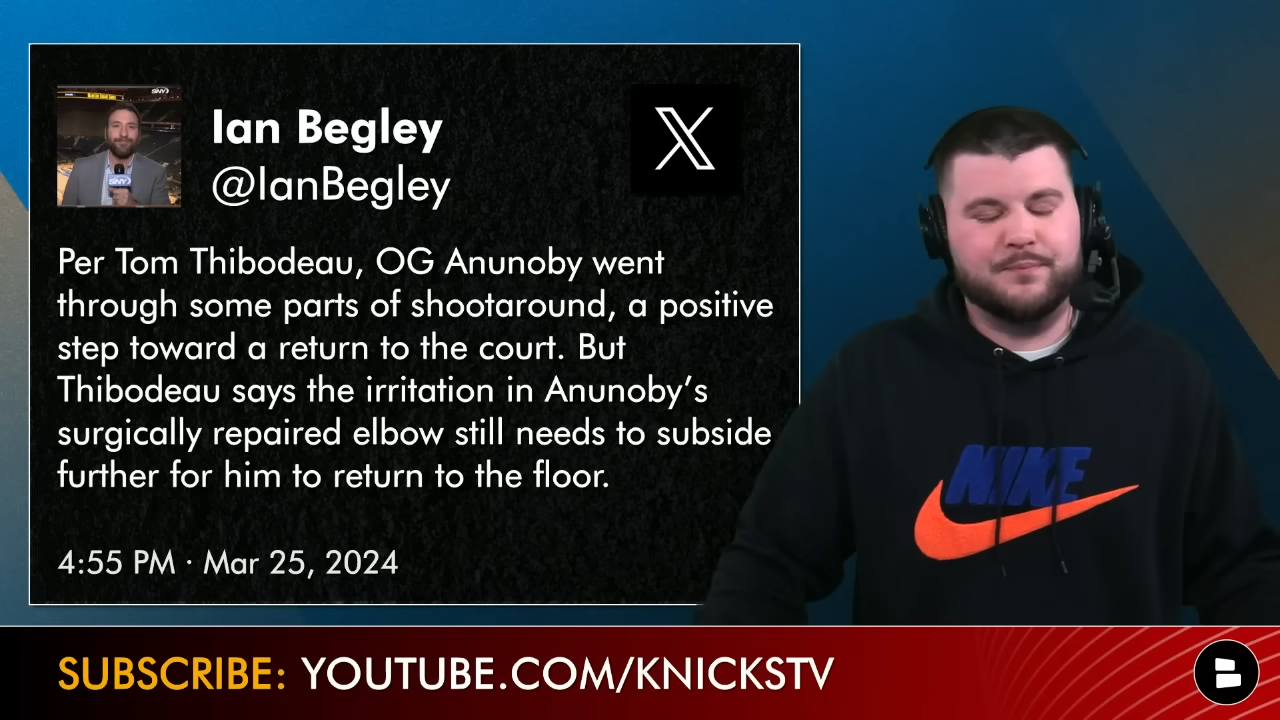 SNY
SNY
Ian Begley
@IanBegley
Per Tom Thibodeau, OG Anunoby went
through some parts of shootaround, a positive
step toward a return to the court. But
Thibodeau says the irritation in Anunoby's
surgically repaired elbow still needs to subside
further for him to return to the floor.
4:55 PM · Mar 25, 2024
NIKE
SUBSCRIBE: YOUTUBE.COM/KNICKSTV